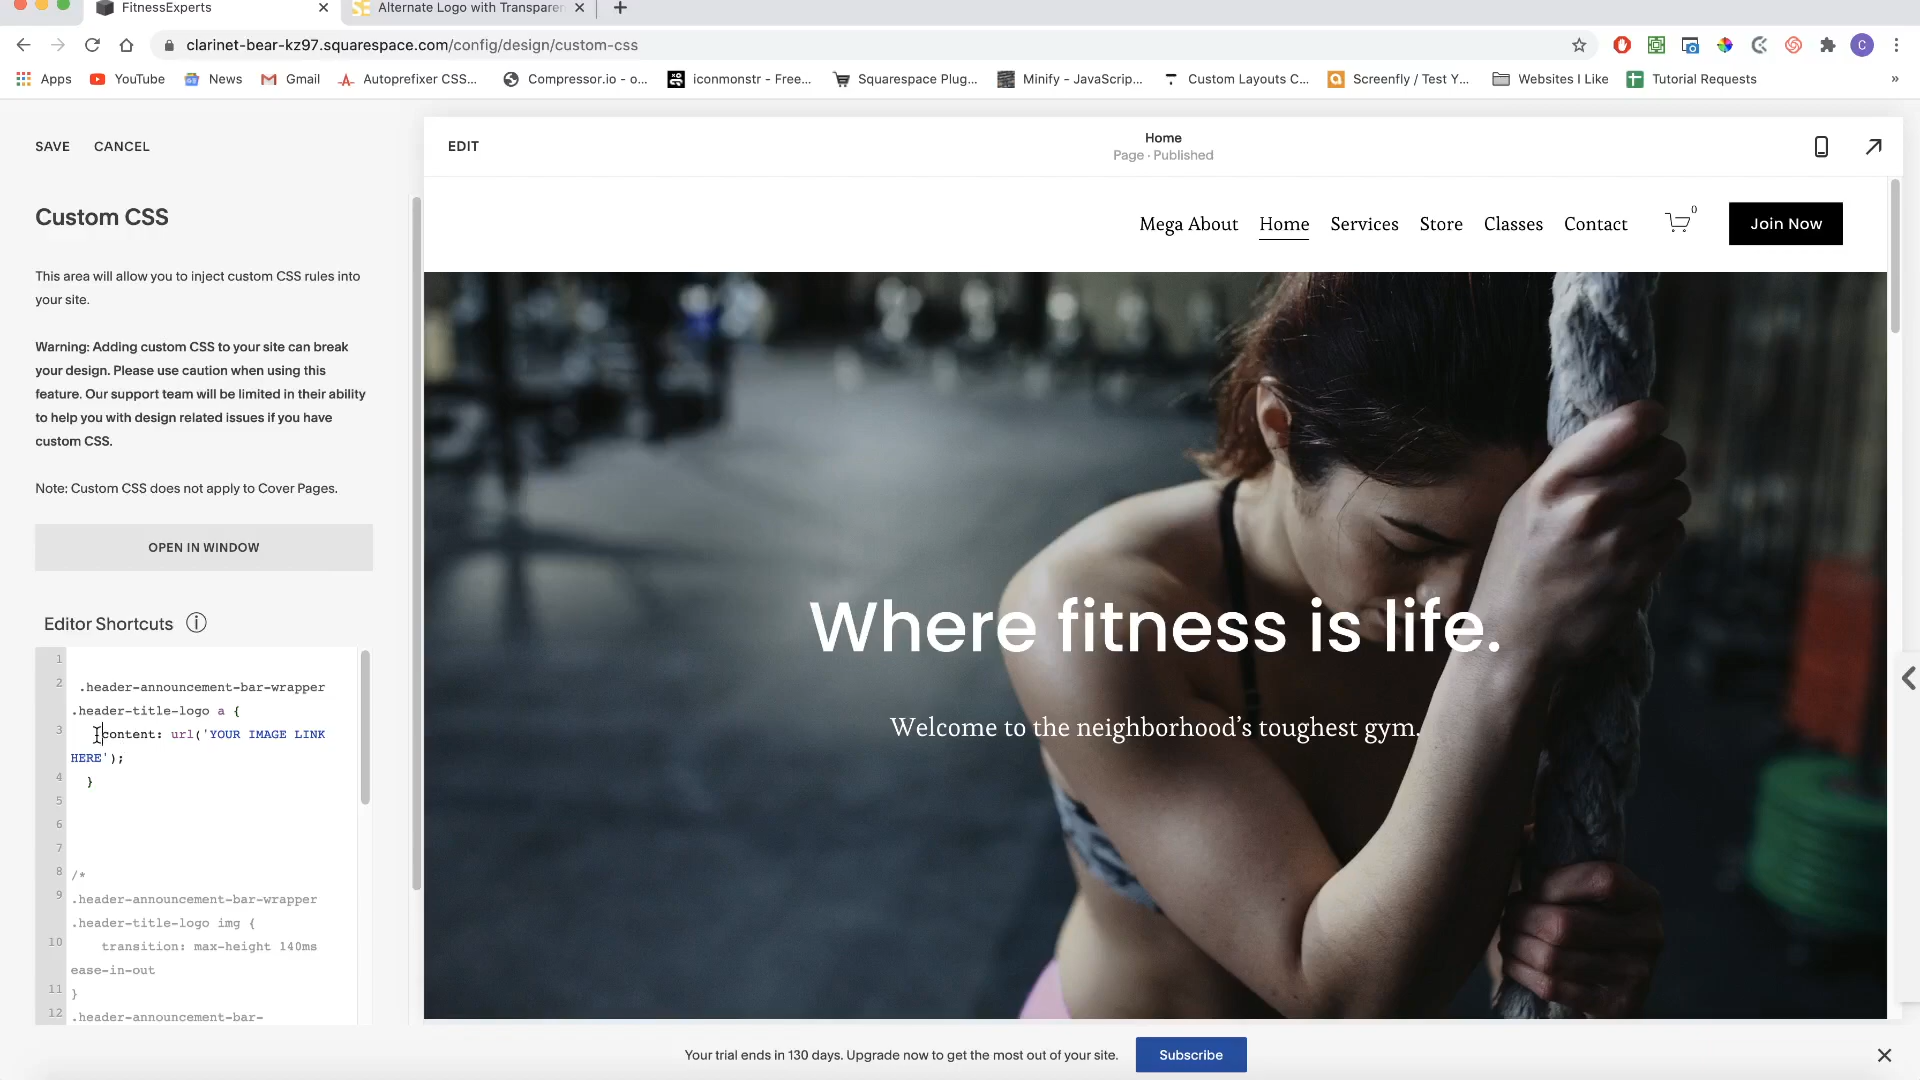 FitnessExperts
Alternate Logo with Transparen
clarinet-bear-kz97.squarespace.com/config/design/custom-css
C
Apps YouTube News Gmail Autoprefixer CSS... Compressor.io - o... iconmonstr - Free... Squarespace Plug... Minify - JavaScrip... Custom Layouts C... Screenfly / Test Y... Websites I Like Tutorial Requests »
SAVE CANCEL
Custom CSS
This area will allow you to inject custom CSS rules into
your site.
Warning: Adding custom CSS to your site can break
your design. Please use caution when using this
feature. Our support team will be limited in their ability
to help you with design related issues if you have
custom CSS.
Note: Custom CSS does not apply to Cover Pages.
OPEN IN WINDOW
Editor Shortcuts
1
2 .header-announcement-bar-wrapper
.header-title-logo a {
3 content: url('YOUR IMAGE LINK
HERE');
4 }
5
6
7
8 /*
9 .header-announcement-bar-wrapper
.header-title-logo img {
10 transition: max-height 140ms
ease-in-out
11 }
12 .header-announcement-bar-
EDIT
Home
Page · Published
Mega About Home Services Store Classes Contact 0 Join Now
Where fitness is life.
Welcome to the neighborhood’s toughest gym.
Your trial ends in 130 days. Upgrade now to get the most out of your site. Subscribe